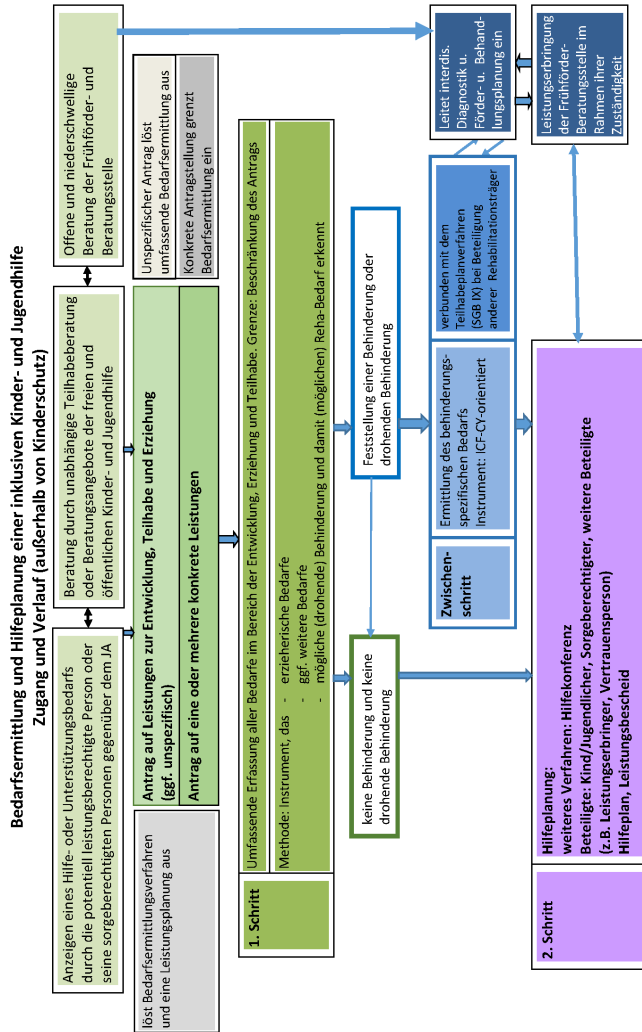 Bedarfsermittlung und Hilfeplanung einer inklusiven Kinder- und Jugendhilfe
Zugang und Verlauf (außerhalb von Kinderschutz)
Anzeigen eines Hilfe- oder Unterstützungsbedarfs
durch die potentiell leistungsberechtigte Person oder
seine sorgeberechtigten Personen gegenüber dem JA
Beratung durch unabhängige Teilhabeberatung
oder Beratungsangebote der freien und
öffentlichen Kinder- und Jugendhilfe
Offene und niederschwellige
Beratung der Frühförder- und
Beratungsstelle
löst Bedarfsermittlungsverfahren
und eine Leistungsplanung aus
Antrag auf Leistungen zur Entwicklung, Teilhabe und Erziehung
(ggf. unspezifisch)
Antrag auf eine oder mehrere konkrete Leistungen
Unspezifischer Antrag löst
umfassende Bedarfsermittlung aus
Konkrete Antragstellung grenzt
Bedarfsermittlung ein
1. Schritt
Umfassende Erfassung aller Bedarfe im Bereich der Entwicklung, Erziehung und Teilhabe. Grenze: Beschränkung des Antrags
Methode: Instrument, das - erzieherische Bedarfe
- ggf. weitere Bedarfe
- mögliche (drohende) Behinderung und damit (möglichen) Reha-Bedarf erkennt
keine Behinderung und keine
drohende Behinderung
Feststellung einer Behinderung oder
drohenden Behinderung
Zwischen-
schritt
Ermittlung des behinderungs-
spezifischen Bedarfs
Instrument: ICF-CY-orientiert
verbunden mit dem
Teilhabeplanverfahren
(SGB IX) bei Beteiligung
anderer Rehabilitationsträger
Leitet interdis.
Diagnostik u.
Förder- u. Behand-
lungsplanung ein
2. Schritt
Hilfeplanung:
weiteres Verfahren: Hilfekonferenz
Beteiligte: Kind/Jugendlicher, Sorgeberechtigter, weitere Beteiligte
(z.B. Leistungserbringer, Vertrauensperson)
Hilfeplan, Leistungsbescheid
Leistungserbringung
der Frühförder-
Beratungsstelle im
Rahmen ihrer
Zuständigkeit